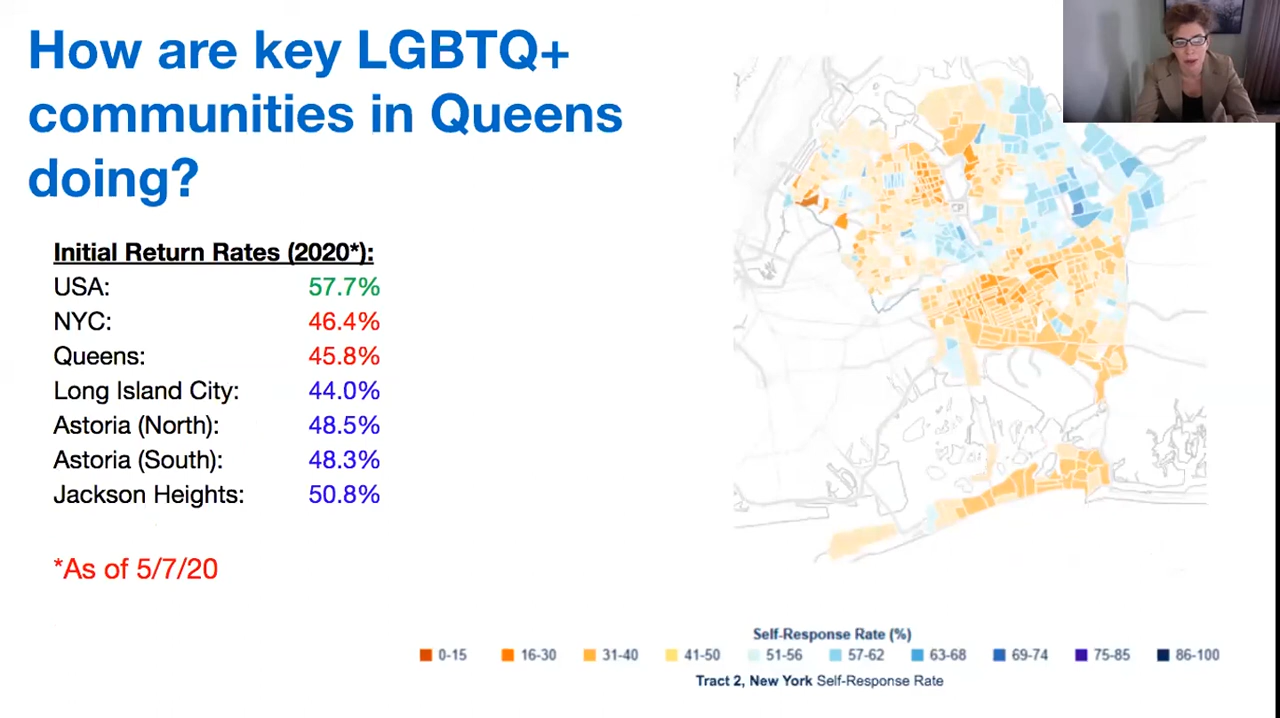 How are key LGBTQ+
communities in Queens
doing?
Initial Return Rates (2020*):
USA: 57.7%
NYC: 46.4%
Queens: 45.8%
Long Island City: 44.0%
Astoria (North): 48.5%
Astoria (South): 48.3%
Jackson Heights: 50.8%
*As of 5/7/20
CP
Self-Response Rate (%)
0-15 16-30 31-40 41-50 51-56 57-62 63-68 69-74 75-85 86-100
Tract 2, New York Self-Response Rate